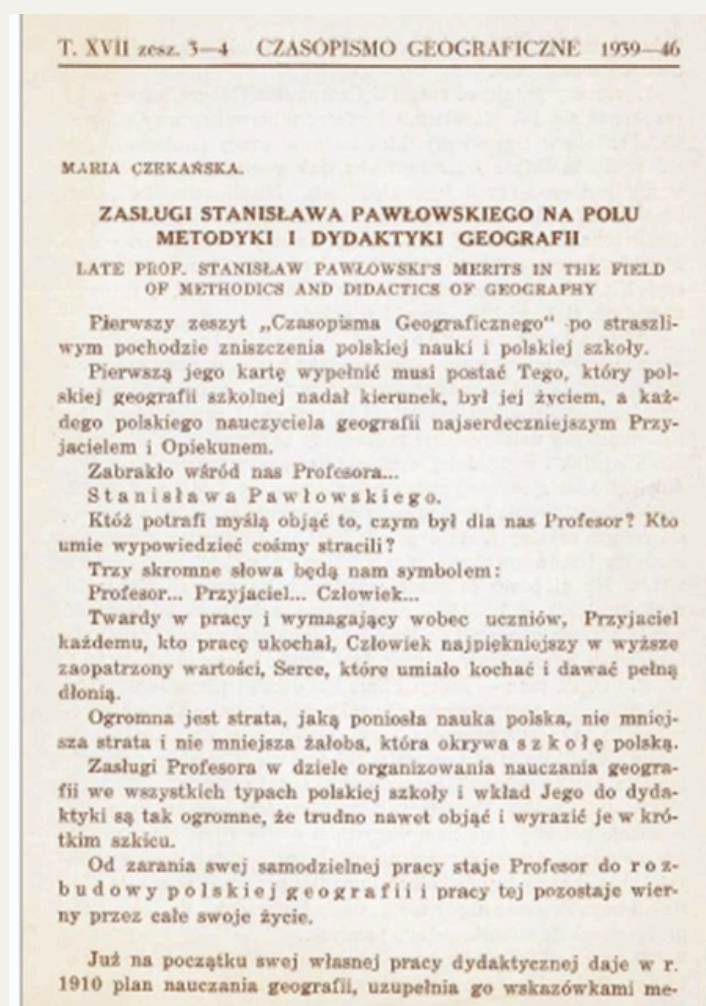 T. XVII zesz. 3—4 CZASOPISMO GEOGRAFICZNE 1939—46
MARIA CZEKAŃSKA.
ZASŁUGI STANISŁAWA PAWŁOWSKIEGO NA POLU
METODYKI I DYDAKTYKI GEOGRAFII
LATE PROF. STANISŁAW PAWŁOWSKI'S MERITS IN THE FIELD
OF METHODICS AND DIDACTICS OF GEOGRAPHY
Pierwszy zeszyt „Czasopisma Geograficznego" po straszli-
wym pochodzie zniszczenia polskiej nauki i polskiej szkoły.
Pierwszą jego kartę wypełnić musi postać Tego, który pol-
skiej geografii szkolnej nadał kierunek, był jej życiem, a każ-
dego polskiego nauczyciela geografii najserdeczniejszym Przy-
jacielem i Opiekunem.
Zabrakło wśród nas Profesora...
Stanisława Pawłowskiego.
Któż potrafi myślą objąć to, czym był dla nas Profesor? Kto
umie wypowiedzieć cośmy stracili?
Trzy skromne słowa będą nam symbolem:
Profesor... Przyjaciel... Człowiek...
Twardy w pracy i wymagający wobec uczniów, Przyjaciel
każdemu, kto pracę ukochał, Człowiek najpiękniejszy w wyższe
zaopatrzony wartości, Serce, które umiało kochać i dawać pełną
dłonią.
Ogromna jest strata, jaką poniosła nauka polska, nie mniej-
sza strata i nie mniejsza żałoba, która okrywa szkołę polską.
Zasługi Profesora w dziele organizowania nauczania geogra-
fii we wszystkich typach polskiej szkoły i wkład Jego do dyda-
ktyki są tak ogromne, że trudno nawet objąć i wyrazić je w kró-
tkim szkicu.
Od zarania swej samodzielnej pracy staje Profesor do roz-
budowy polskiej geografii i pracy tej pozostaje wier-
ny przez całe swoje życie.
Już na początku swej własnej pracy dydaktycznej daje w r.
1910 plan nauczania geografii, uzupełnia go wskazówkami me-